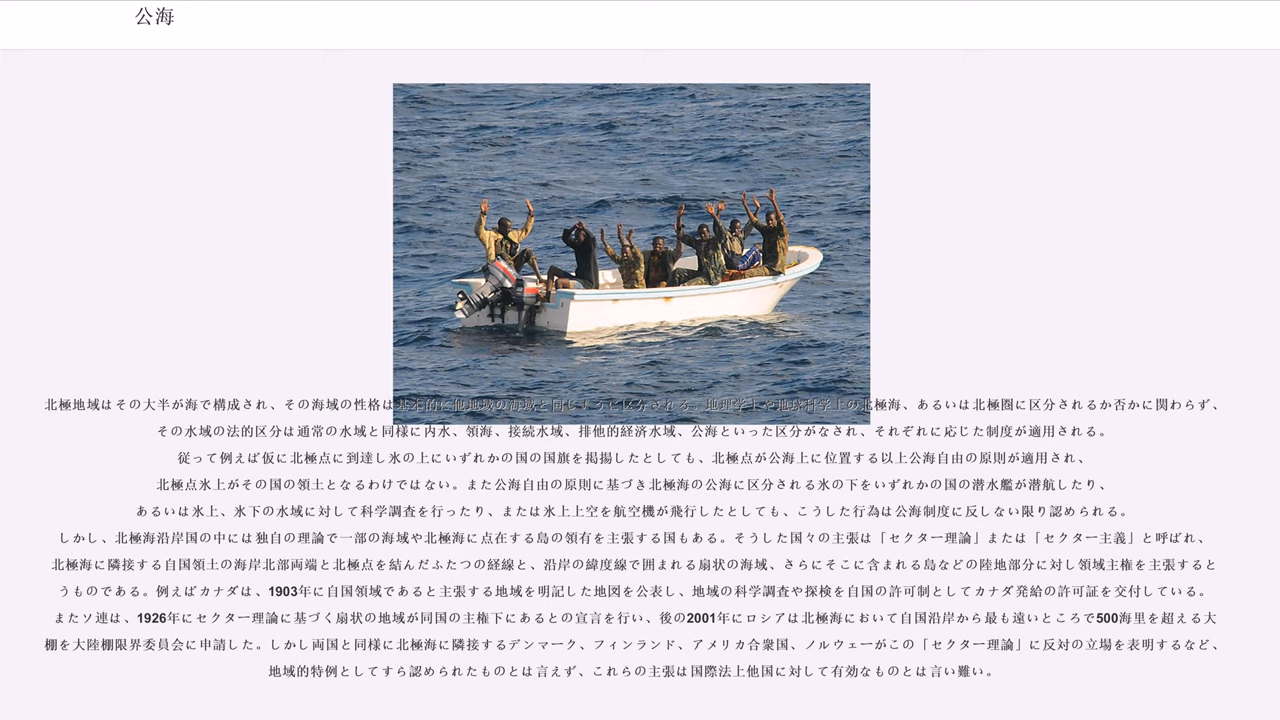 公海
北極地域はその大半が海で構成され、その海域の性格は基本的に他地域の海域と同じように区分される。地理学上や地球科学上の北極海、あるいは北極圏に区分されるか否かに関わらず、
その水域の法的区分は通常の水域と同様に内水、領海、接続水域、排他的経済水域、公海といった区分がなされ、それぞれに応じた制度が適用される。
従って例えば仮に北極点に到達し氷の上にいずれかの国の国旗を掲揚したとしても、北極点が公海上に位置する以上公海自由の原則が適用され、
北極点氷上がその国の領土となるわけではない。また公海自由の原則に基づき北極海の公海に区分される氷の下をいずれかの国の潜水艦が潜航したり、
あるいは氷上、氷下の水域に対して科学調査を行ったり、または氷上上空を航空機が飛行したとしても、こうした行為は公海制度に反しない限り認められる。
しかし、北極海沿岸国の中には独自の理論で一部の海域や北極海に点在する島の領有を主張する国もある。そうした国々の主張は「セクター理論」または「セクター主義」と呼ばれ、
北極海に隣接する自国領土の海岸北部両端と北極点を結んだふたつの経線と、沿岸の緯度線で囲まれる扇状の海域、さらにそこに含まれる島などの陸地部分に対し領域主権を主張すると
うものである。例えばカナダは、1903年に自国領域であると主張する地域を明記した地図を公表し、地域の科学調査や探検を自国の許可制としてカナダ発給の許可証を交付している。
またソ連は、1926年にセクター理論に基づく扇状の地域が同国の主権下にあるとの宣言を行い、後の2001年にロシアは北極海において自国沿岸から最も遠いところで500海里を超える大
棚を大陸棚限界委員会に申請した。しかし両国と同様に北極海に隣接するデンマーク、フィンランド、アメリカ合衆国、ノルウェーがこの「セクター理論」に反対の立場を表明するなど、
地域的特例としてすら認められたものとは言えず、これらの主張は国際法上他国に対して有効なものとは言い難い。